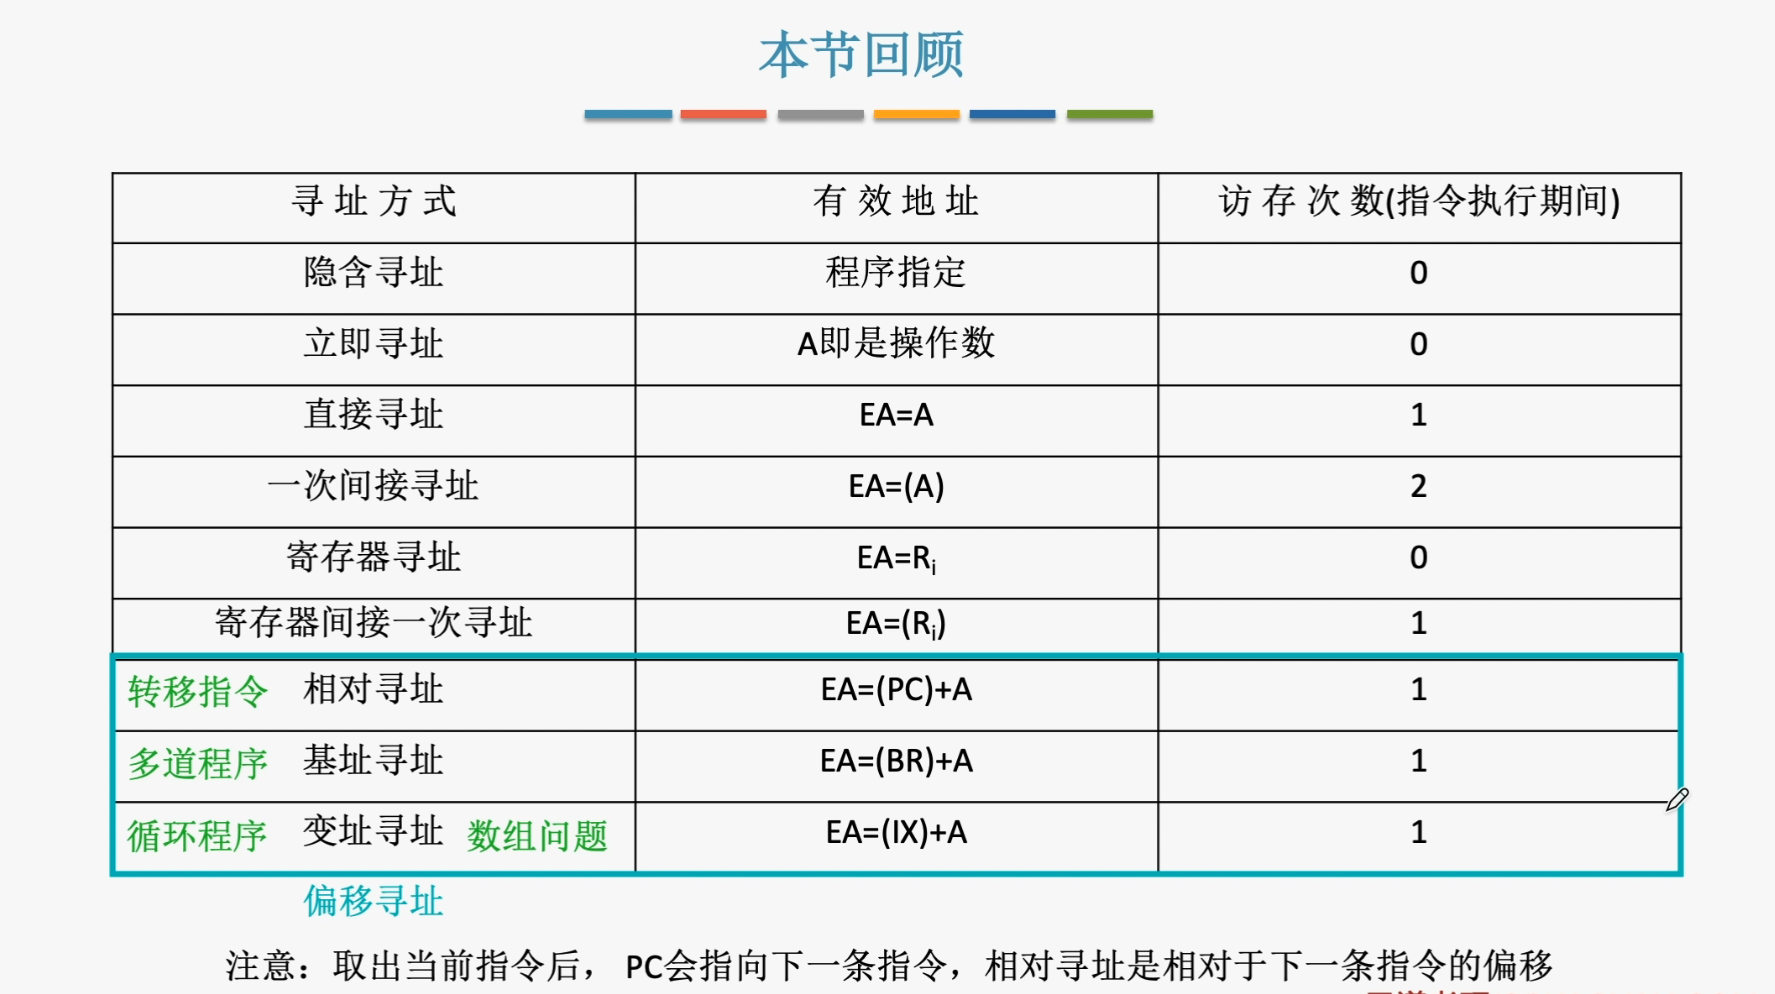 本节回顾
寻址方式 有效地址 访存次数(指令执行期间)
隐含寻址 程序指定 0
立即寻址 A即是操作数 0
直接寻址 EA=A 1
一次间接寻址 EA=(A) 2
寄存器寻址 EA=Rᵢ 0
寄存器间接一次寻址 EA=(Rᵢ) 1
转移指令 相对寻址 EA=(PC)+A 1
多道程序 基址寻址 EA=(BR)+A 1
循环程序 变址寻址 数组问题 EA=(IX)+A 1
偏移寻址
注意：取出当前指令后， PC会指向下一条指令，相对寻址是相对于下一条指令的偏移